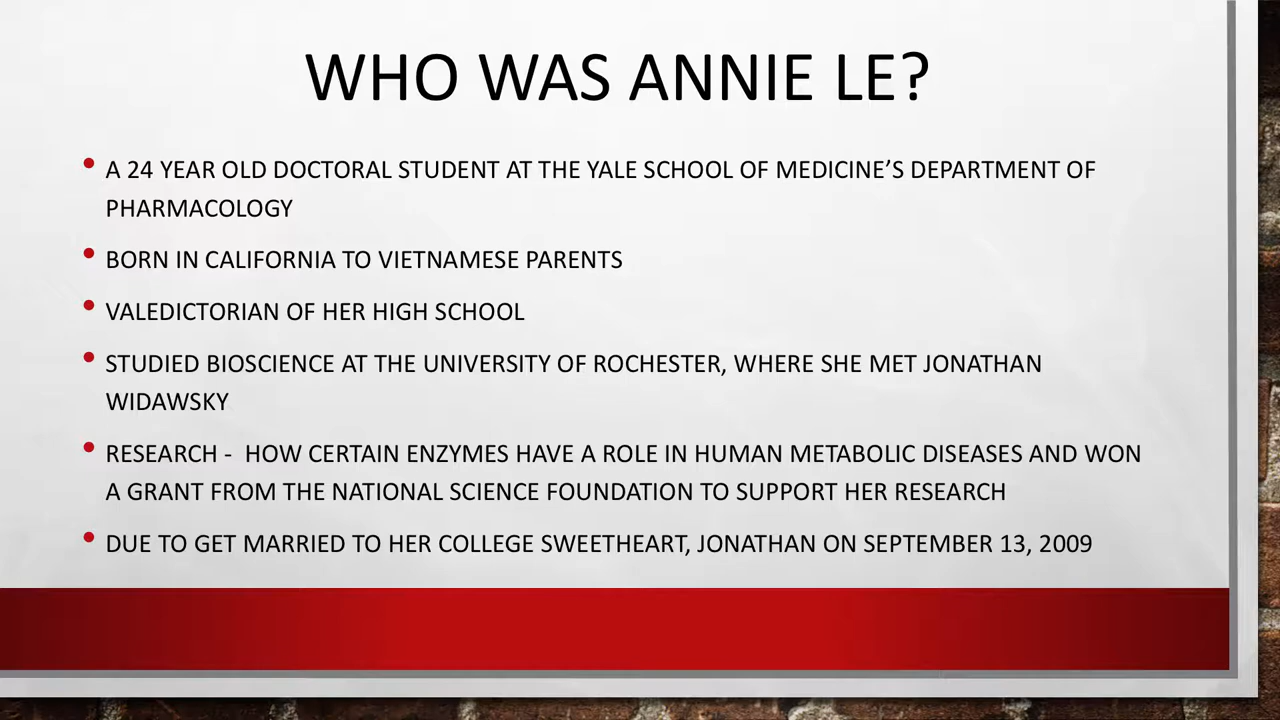 WHO WAS ANNIE LE?
• A 24 YEAR OLD DOCTORAL STUDENT AT THE YALE SCHOOL OF MEDICINE’S DEPARTMENT OF
PHARMACOLOGY
• BORN IN CALIFORNIA TO VIETNAMESE PARENTS
• VALEDICTORIAN OF HER HIGH SCHOOL
• STUDIED BIOSCIENCE AT THE UNIVERSITY OF ROCHESTER, WHERE SHE MET JONATHAN
WIDAWSKY
• RESEARCH - HOW CERTAIN ENZYMES HAVE A ROLE IN HUMAN METABOLIC DISEASES AND WON
A GRANT FROM THE NATIONAL SCIENCE FOUNDATION TO SUPPORT HER RESEARCH
• DUE TO GET MARRIED TO HER COLLEGE SWEETHEART, JONATHAN ON SEPTEMBER 13, 2009